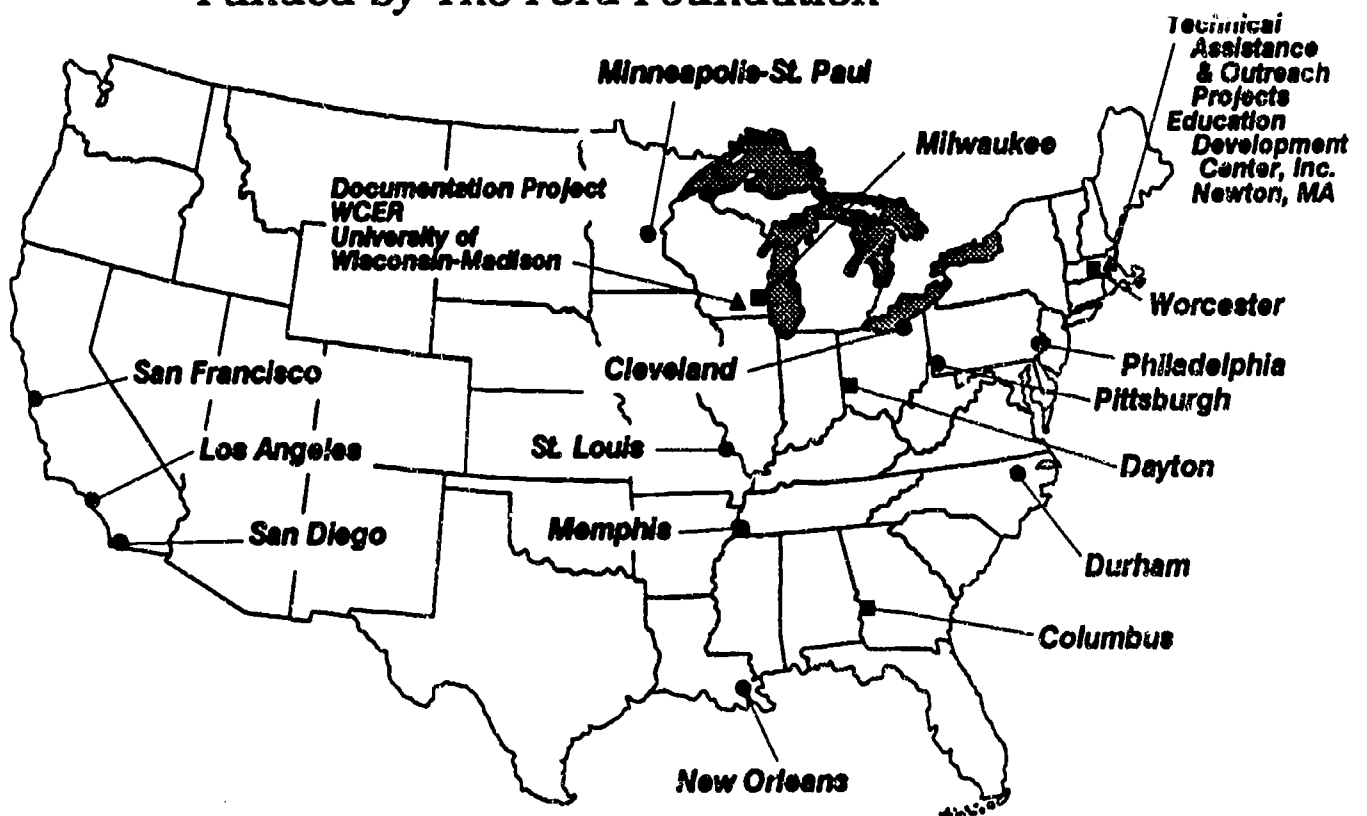 Funded by The Ford Foundation
Technical
Assistance
& Outreach
Projects
Education
Development
Center, Inc.
Newton, MA
Minneapolis-St. Paul
Milwaukee
Documentation Project
WCER
University of
Wisconsin-Madison
Worcester
San Francisco
Cleveland
Philadelphia
Pittsburgh
Los Angeles
St. Louis
Dayton
San Diego
Memphis
Durham
Columbus
New Orleans